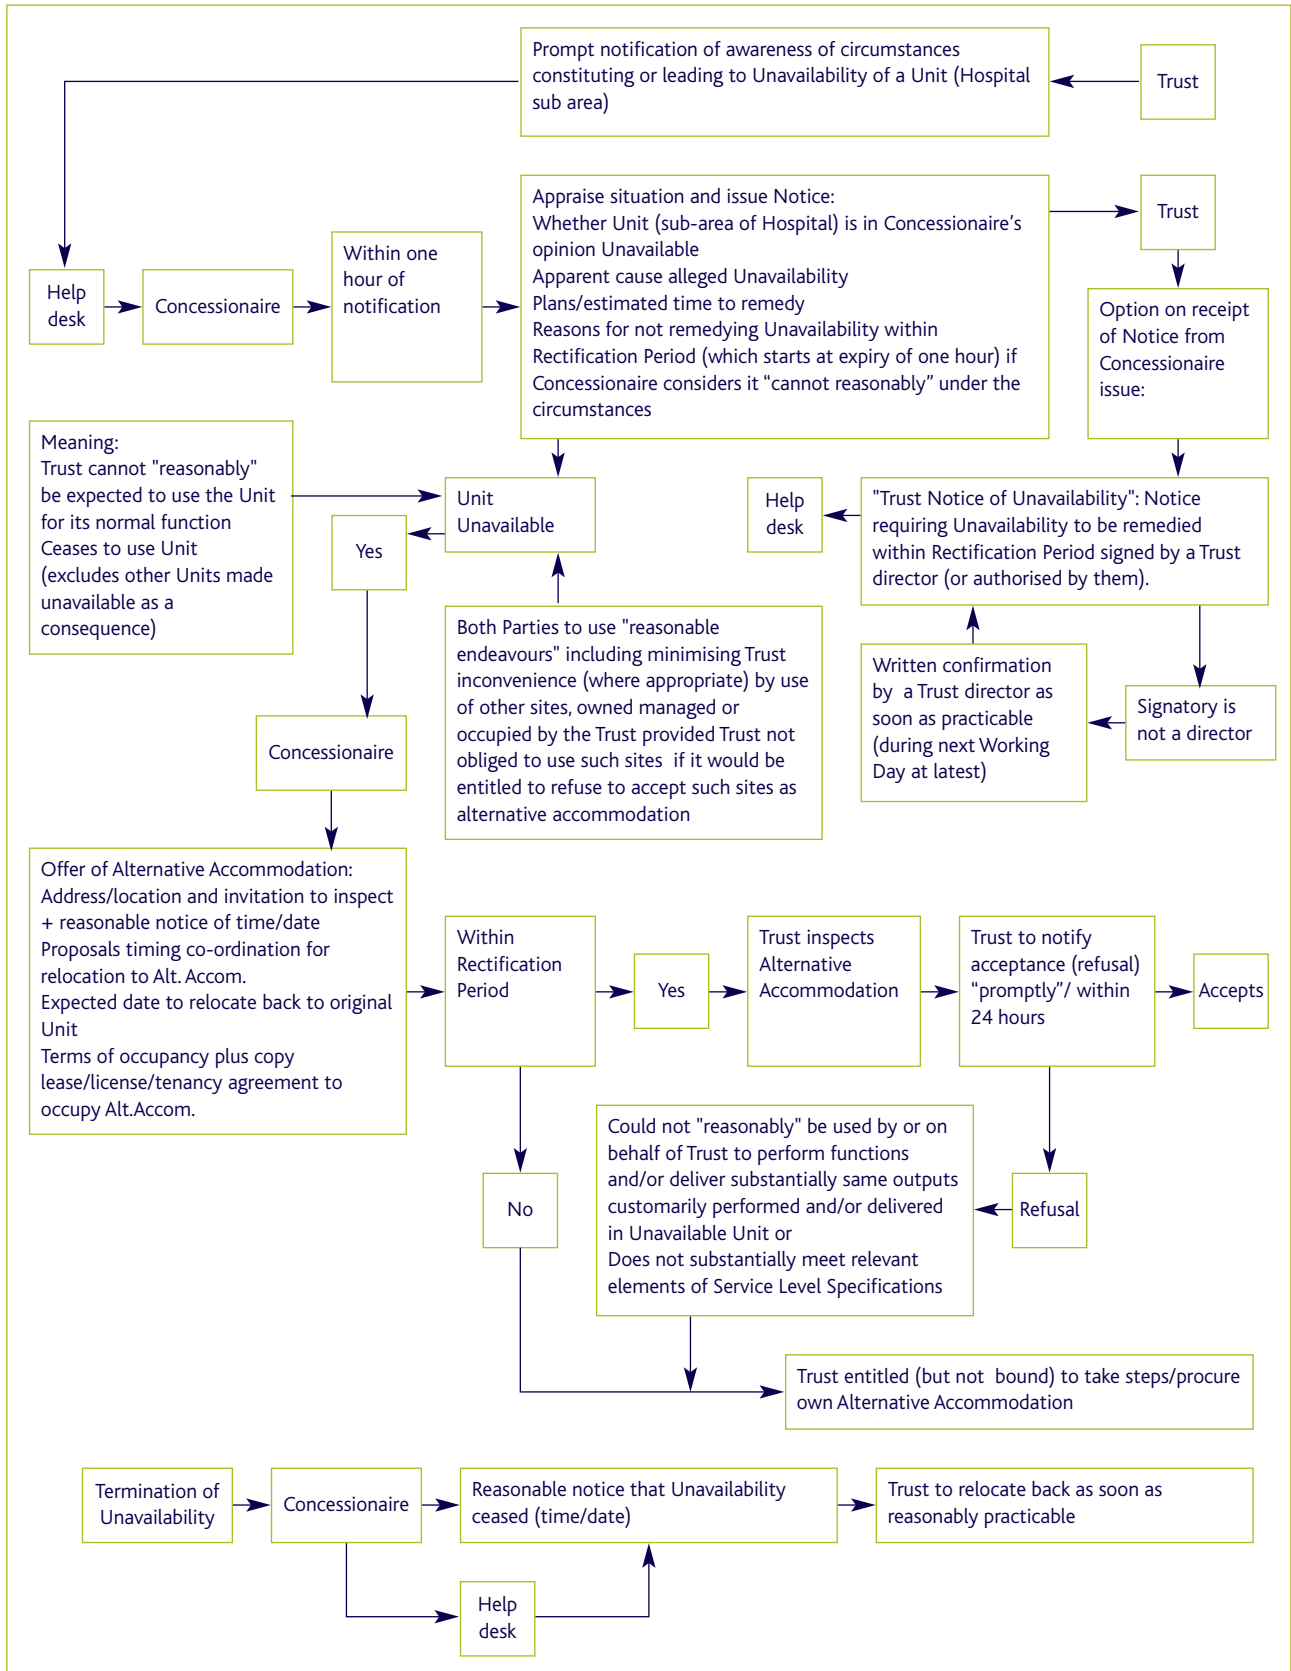 Prompt notification of awareness of circumstances
constituting or leading to Unavailability of a Unit (Hospital
sub area)
Trust
Appraise situation and issue Notice:
Whether Unit (sub-area of Hospital) is in Concessionaire's
opinion Unavailable
Apparent cause alleged Unavailability
Plans/estimated time to remedy
Reasons for not remedying Unavailability within
Rectification Period (which starts at expiry of one hour) if
Concessionaire considers it “cannot reasonably” under the
circumstances
Trust
Within one
hour of
notification
Help
desk
Concessionaire
Option on receipt
of Notice from
Concessionaire
issue:
Meaning:
Trust cannot "reasonably"
be expected to use the Unit
for its normal function
Ceases to use Unit
(excludes other Units made
unavailable as a
consequence)
Unit
Unavailable
Yes
Help
desk
"Trust Notice of Unavailability": Notice
requiring Unavailability to be remedied
within Rectification Period signed by a Trust
director (or authorised by them).
Both Parties to use "reasonable
endeavours" including minimising Trust
inconvenience (where appropriate) by use
of other sites, owned managed or
occupied by the Trust provided Trust not
obliged to use such sites if it would be
entitled to refuse to accept such sites as
alternative accommodation
Written confirmation
by a Trust director as
soon as practicable
(during next Working
Day at latest)
Signatory is
not a director
Concessionaire
Offer of Alternative Accommodation:
Address/location and invitation to inspect
+ reasonable notice of time/date
Proposals timing co-ordination for
relocation to Alt. Accom.
Expected date to relocate back to original
Unit
Terms of occupancy plus copy
lease/license/tenancy agreement to
occupy Alt.Accom.
Within
Rectification
Period
Yes
Trust inspects
Alternative
Accommodation
Trust to notify
acceptance (refusal)
“promptly”/ within
24 hours
Accepts
Could not "reasonably" be used by or on
behalf of Trust to perform functions
and/or deliver substantially same outputs
customarily performed and/or delivered
in Unavailable Unit or
Does not substantially meet relevant
elements of Service Level Specifications
No
Refusal
Trust entitled (but not bound) to take steps/procure
own Alternative Accommodation
Termination of
Unavailability
Concessionaire
Reasonable notice that Unavailability
ceased (time/date)
Trust to relocate back as soon as
reasonably practicable
Help
desk